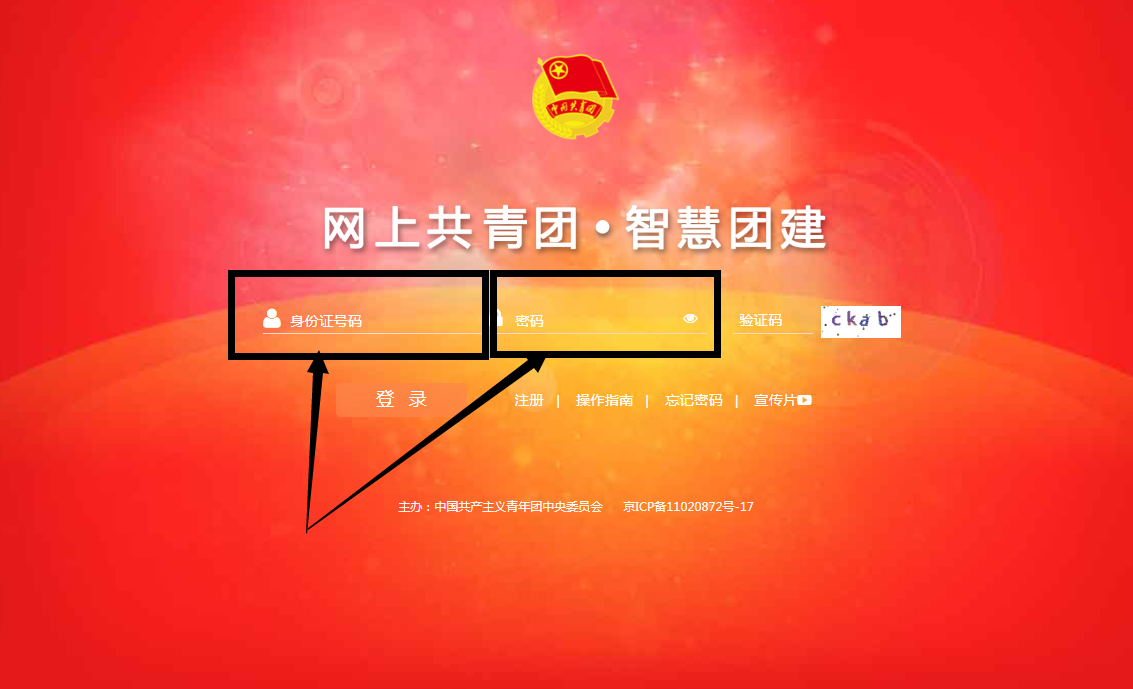 中国共青团
网上共青团·智慧团建
身份证号码 密码 验证码 ckab
登 录 注册 | 操作指南 | 忘记密码 | 宣传片
主办：中国共产主义青年团中央委员会 京ICP备11020872号-17